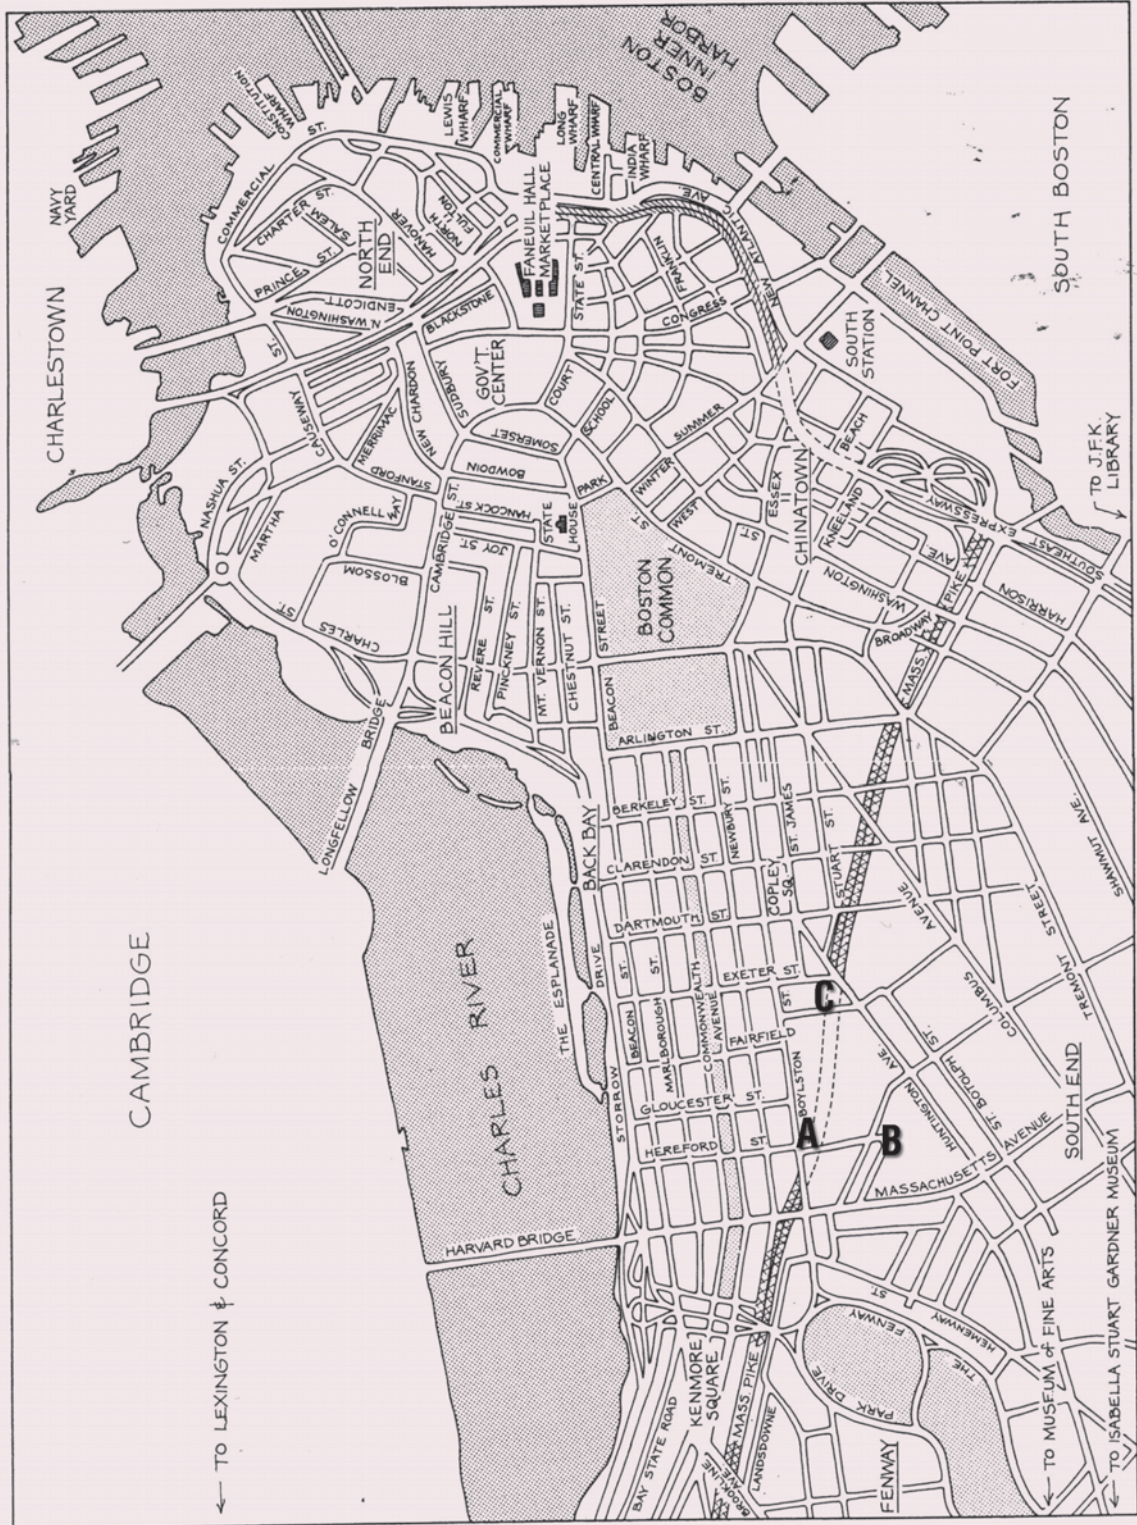 BOSTON
INNER
HARBOR
CONSTITUTION
WHARF
NAVY
YARD
CHARLESTOWN
COMMERCIAL
ST.
LEWIS
WHARF
COMMERCIAL
WHARF
LONG
WHARF
CENTRAL WHARF
INDIA
WHARF
CHARTER ST.
SALEM
HANOVER
NORTH
FULTON
NORTH
END
PRINCE ST.
ENDICOTT
N. WASHINGTON
ST.
BLACKSTONE
FANEUIL HALL
MARKETPLACE
STATE ST.
FRANKLIN
CONGRESS
NEW ATLANTIC AVE.
SOUTH BOSTON
FORT POINT CHANNEL
SOUTH
STATION
CAUSEWAY
MERRIMAC
NEW CHARDON
SUDBURY
GOV'T.
CENTER
COURT
SCHOOL
SOMERSET
BOWDOIN
SUMMER
BEACH
NASHUA ST.
MARTHA
STANFORD
O'CONNELL WAY
BLOSSOM
CAMBRIDGE ST.
HANCOCK ST.
JOY ST.
STATE
HOUSE
PARK
ST.
WINTER
WEST
ESSEX
CHINATOWN
KNEELAND
TO J.F.K.
LIBRARY
SOUTHEAST
EXPRESSWAY
CHARLES
ST.
BEACON HILL
REVERE ST.
PINCKNEY ST.
MT. VERNON ST.
CHESTNUT ST.
BEACON
STREET
BOSTON
COMMON
TREMONT
ST.
WASHINGTON
AVE.
HARRISON
BROADWAY
MASS. PIKE
LONGFELLOW
BRIDGE
ARLINGTON ST.
BERKELEY ST.
CLARENDON ST.
DARTMOUTH ST.
NEWBURY ST.
COPLEY
SQ.
ST. JAMES
STUART ST.
BACK BAY
CAMBRIDGE
CHARLES RIVER
THE ESPLANADE
STORROW
DRIVE
BEACON
ST.
MARLBOROUGH
ST.
COMMONWEALTH
AVENUE
EXETER ST.
FAIRFIELD
GLOUCESTER ST.
HEREFORD
ST.
BOYLSTON
ST.
C
A
B
HUNTINGTON
AVE.
ST. BOTOLPH
ST.
COLUMBUS
AVENUE
TREMONT
STREET
SHAWMUT AVE.
SOUTH END
MASSACHUSETTS AVENUE
TO LEXINGTON & CONCORD
HARVARD BRIDGE
KENMORE
SQUARE
BAY STATE ROAD
BROOKLINE
AVE.
MASS. PIKE
LANDSDOWNE
PARK DRIVE
FENWAY
THE
FENWAY
HEMENWAY
ST.
TO MUSEUM OF FINE ARTS
TO ISABELLA STUART GARDNER MUSEUM